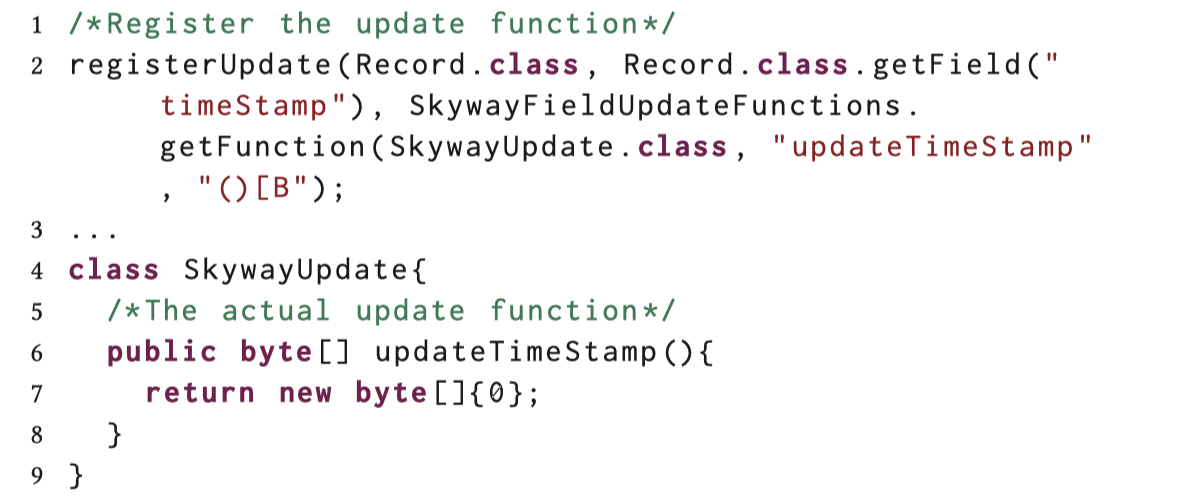 1 /*Register the update function*/
2 registerUpdate(Record.class, Record.class.getField("
timeStamp"), SkywayFieldUpdateFunctions.
getFunction(SkywayUpdate.class, "updateTimeStamp"
, "()[B");
3 ...
4 class SkywayUpdate{
5 /*The actual update function*/
6 public byte[] updateTimeStamp(){
7 return new byte[]{0};
8 }
9 }